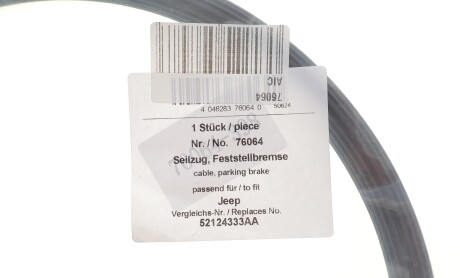 AIC
76064
4 046283 76064 0 50624
1 Stück / piece
Nr. / No. 76064
Seilzug, Feststellbremse
cable, parking brake
passend für / to fit
Jeep
Vergleichs-Nr. / Replaces No.
52124333AA